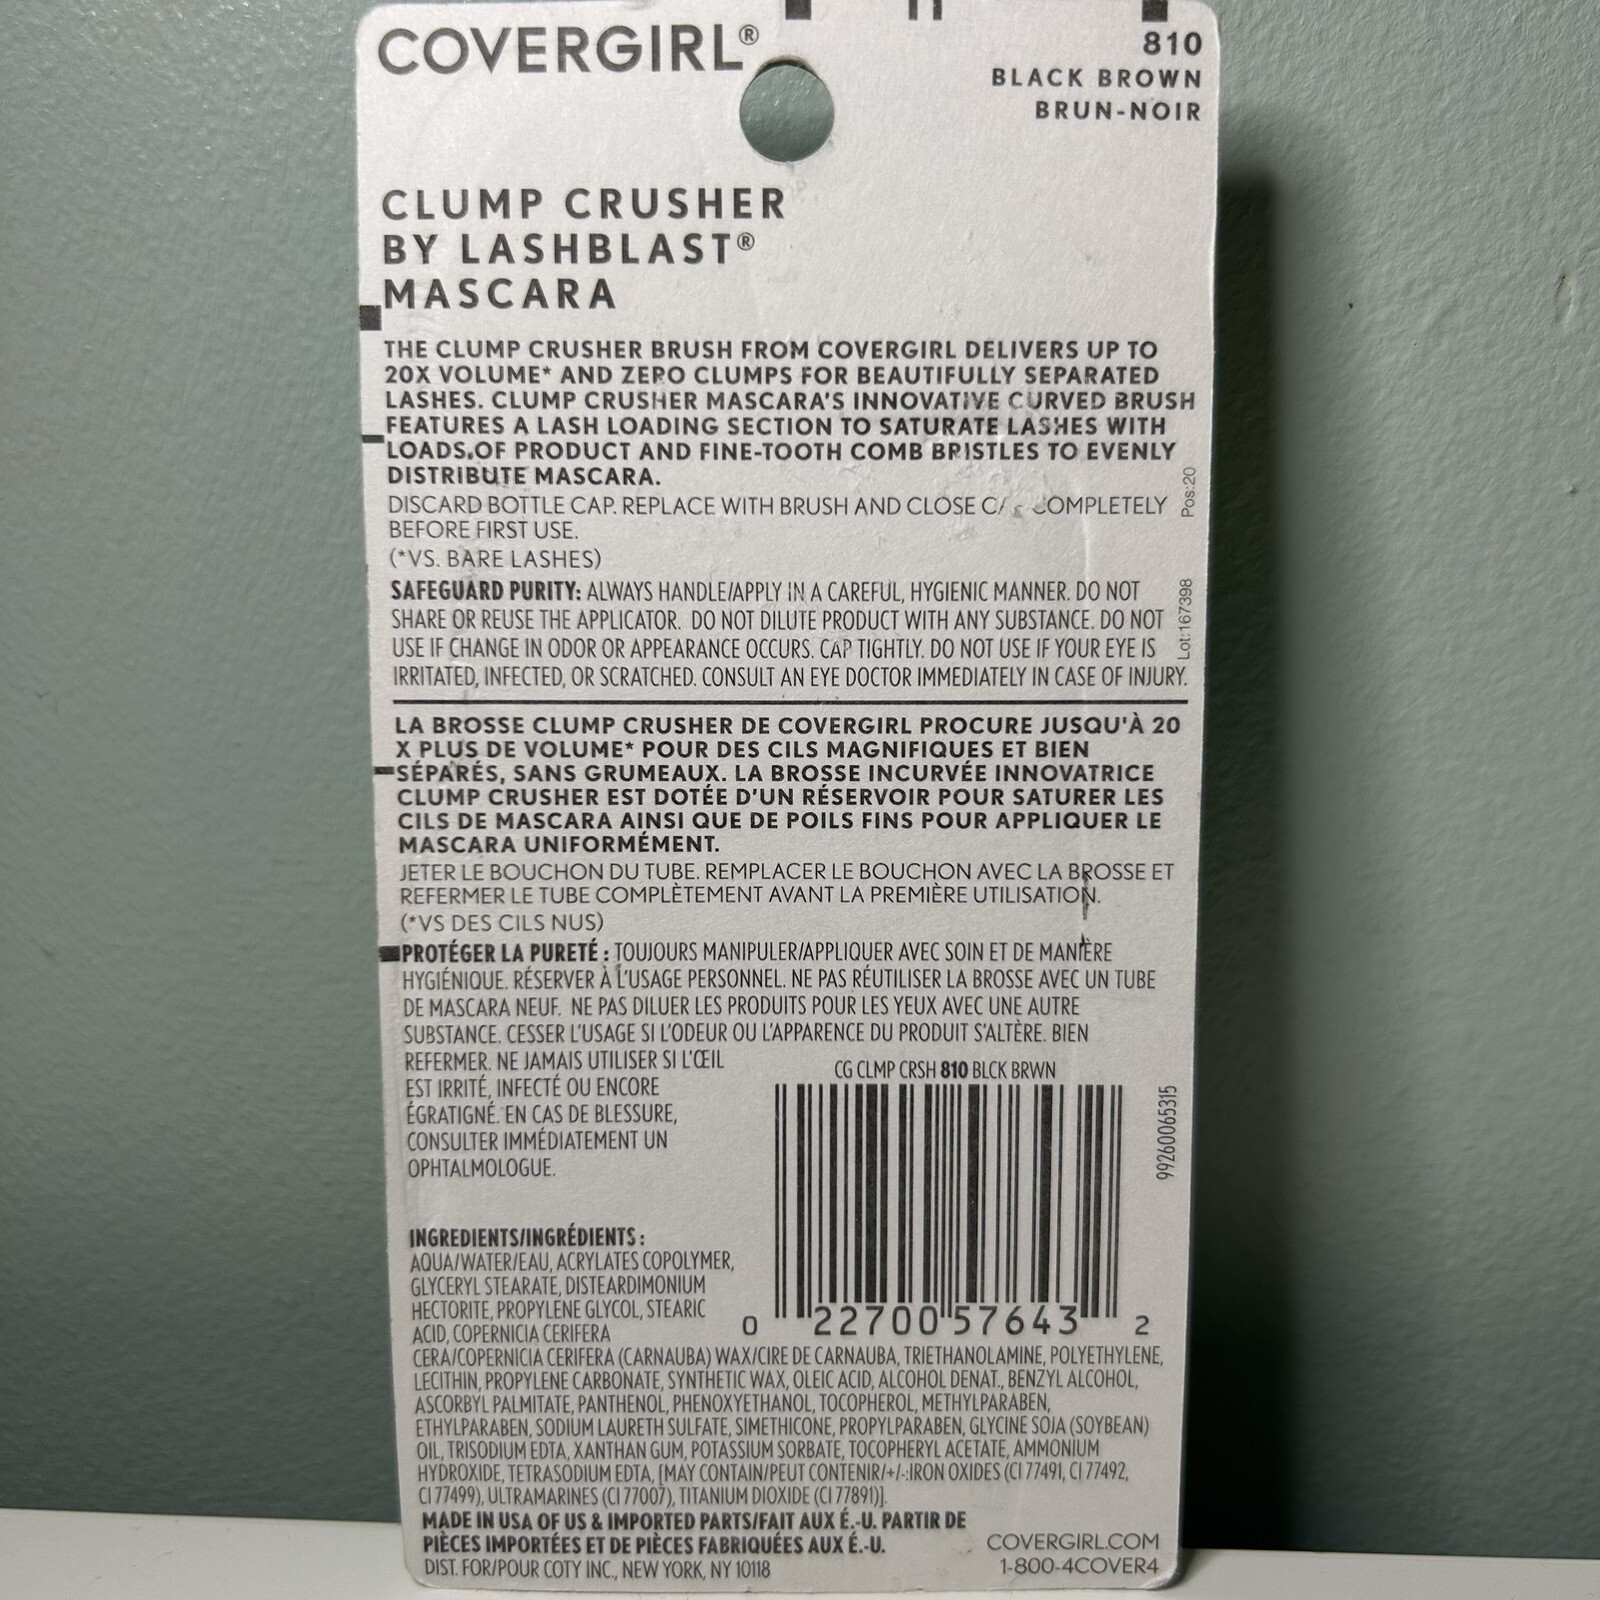 COVERGIRL®
810
BLACK BROWN
BRUN-NOIR
CLUMP CRUSHER
BY LASHBLAST®
MASCARA
THE CLUMP CRUSHER BRUSH FROM COVERGIRL DELIVERS UP TO
20X VOLUME* AND ZERO CLUMPS FOR BEAUTIFULLY SEPARATED
LASHES. CLUMP CRUSHER MASCARA'S INNOVATIVE CURVED BRUSH
FEATURES A LASH LOADING SECTION TO SATURATE LASHES WITH
LOADS OF PRODUCT AND FINE-TOOTH COMB BRISTLES TO EVENLY
DISTRIBUTE MASCARA.
DISCARD BOTTLE CAP. REPLACE WITH BRUSH AND CLOSE CAP COMPLETELY
BEFORE FIRST USE.
(*VS. BARE LASHES)
SAFEGUARD PURITY: ALWAYS HANDLE/APPLY IN A CAREFUL, HYGIENIC MANNER. DO NOT
SHARE OR REUSE THE APPLICATOR. DO NOT DILUTE PRODUCT WITH ANY SUBSTANCE. DO NOT
USE IF CHANGE IN ODOR OR APPEARANCE OCCURS. CAP TIGHTLY. DO NOT USE IF YOUR EYE IS
IRRITATED, INFECTED, OR SCRATCHED. CONSULT AN EYE DOCTOR IMMEDIATELY IN CASE OF INJURY.
Pos:20
Lot:167398
LA BROSSE CLUMP CRUSHER DE COVERGIRL PROCURE JUSQU'À 20
X PLUS DE VOLUME* POUR DES CILS MAGNIFIQUES ET BIEN
SÉPARÉS, SANS GRUMEAUX. LA BROSSE INCURVÉE INNOVATRICE
CLUMP CRUSHER EST DOTÉE D'UN RÉSERVOIR POUR SATURER LES
CILS DE MASCARA AINSI QUE DE POILS FINS POUR APPLIQUER LE
MASCARA UNIFORMÉMENT.
JETER LE BOUCHON DU TUBE. REMPLACER LE BOUCHON AVEC LA BROSSE ET
REFERMER LE TUBE COMPLÈTEMENT AVANT LA PREMIÈRE UTILISATION.
(*VS DES CILS NUS)
PROTÉGER LA PURETÉ : TOUJOURS MANIPULER/APPLIQUER AVEC SOIN ET DE MANIÈRE
HYGIÉNIQUE. RÉSERVER À L'USAGE PERSONNEL. NE PAS RÉUTILISER LA BROSSE AVEC UN TUBE
DE MASCARA NEUF. NE PAS DILUER LES PRODUITS POUR LES YEUX AVEC UNE AUTRE
SUBSTANCE. CESSER L'USAGE SI L'ODEUR OU L'APPARENCE DU PRODUIT S'ALTÈRE. BIEN
REFERMER. NE JAMAIS UTILISER SI L'ŒIL
EST IRRITÉ, INFECTÉ OU ENCORE
ÉGRATIGNÉ. EN CAS DE BLESSURE,
CONSULTER IMMÉDIATEMENT UN
OPHTALMOLOGUE.
CG CLMP CRSH 810 BLCK BRWN
99260065315
0 22700 57643 2
INGREDIENTS/INGRÉDIENTS :
AQUA/WATER/EAU, ACRYLATES COPOLYMER,
GLYCERYL STEARATE, DISTEARDIMONIUM
HECTORITE, PROPYLENE GLYCOL, STEARIC
ACID, COPERNICIA CERIFERA
CERA/COPERNICIA CERIFERA (CARNAUBA) WAX/CIRE DE CARNAUBA, TRIETHANOLAMINE, POLYETHYLENE,
LECITHIN, PROPYLENE CARBONATE, SYNTHETIC WAX, OLEIC ACID, ALCOHOL DENAT., BENZYL ALCOHOL,
ASCORBYL PALMITATE, PANTHENOL, PHENOXYETHANOL, TOCOPHEROL, METHYLPARABEN,
ETHYLPARABEN, SODIUM LAURETH SULFATE, SIMETHICONE, PROPYLPARABEN, GLYCINE SOJA (SOYBEAN)
OIL, TRISODIUM EDTA, XANTHAN GUM, POTASSIUM SORBATE, TOCOPHERYL ACETATE, AMMONIUM
HYDROXIDE, TETRASODIUM EDTA, [MAY CONTAIN/PEUT CONTENIR/+/-:IRON OXIDES (CI 77491, CI 77492,
CI 77499), ULTRAMARINES (CI 77007), TITANIUM DIOXIDE (CI 77891)].
MADE IN USA OF US & IMPORTED PARTS/FAIT AUX É.-U. PARTIR DE
PIÈCES IMPORTÉES ET DE PIÈCES FABRIQUÉES AUX É.-U.
DIST. FOR/POUR COTY INC., NEW YORK, NY 10118
COVERGIRL.COM
1-800-4COVER4